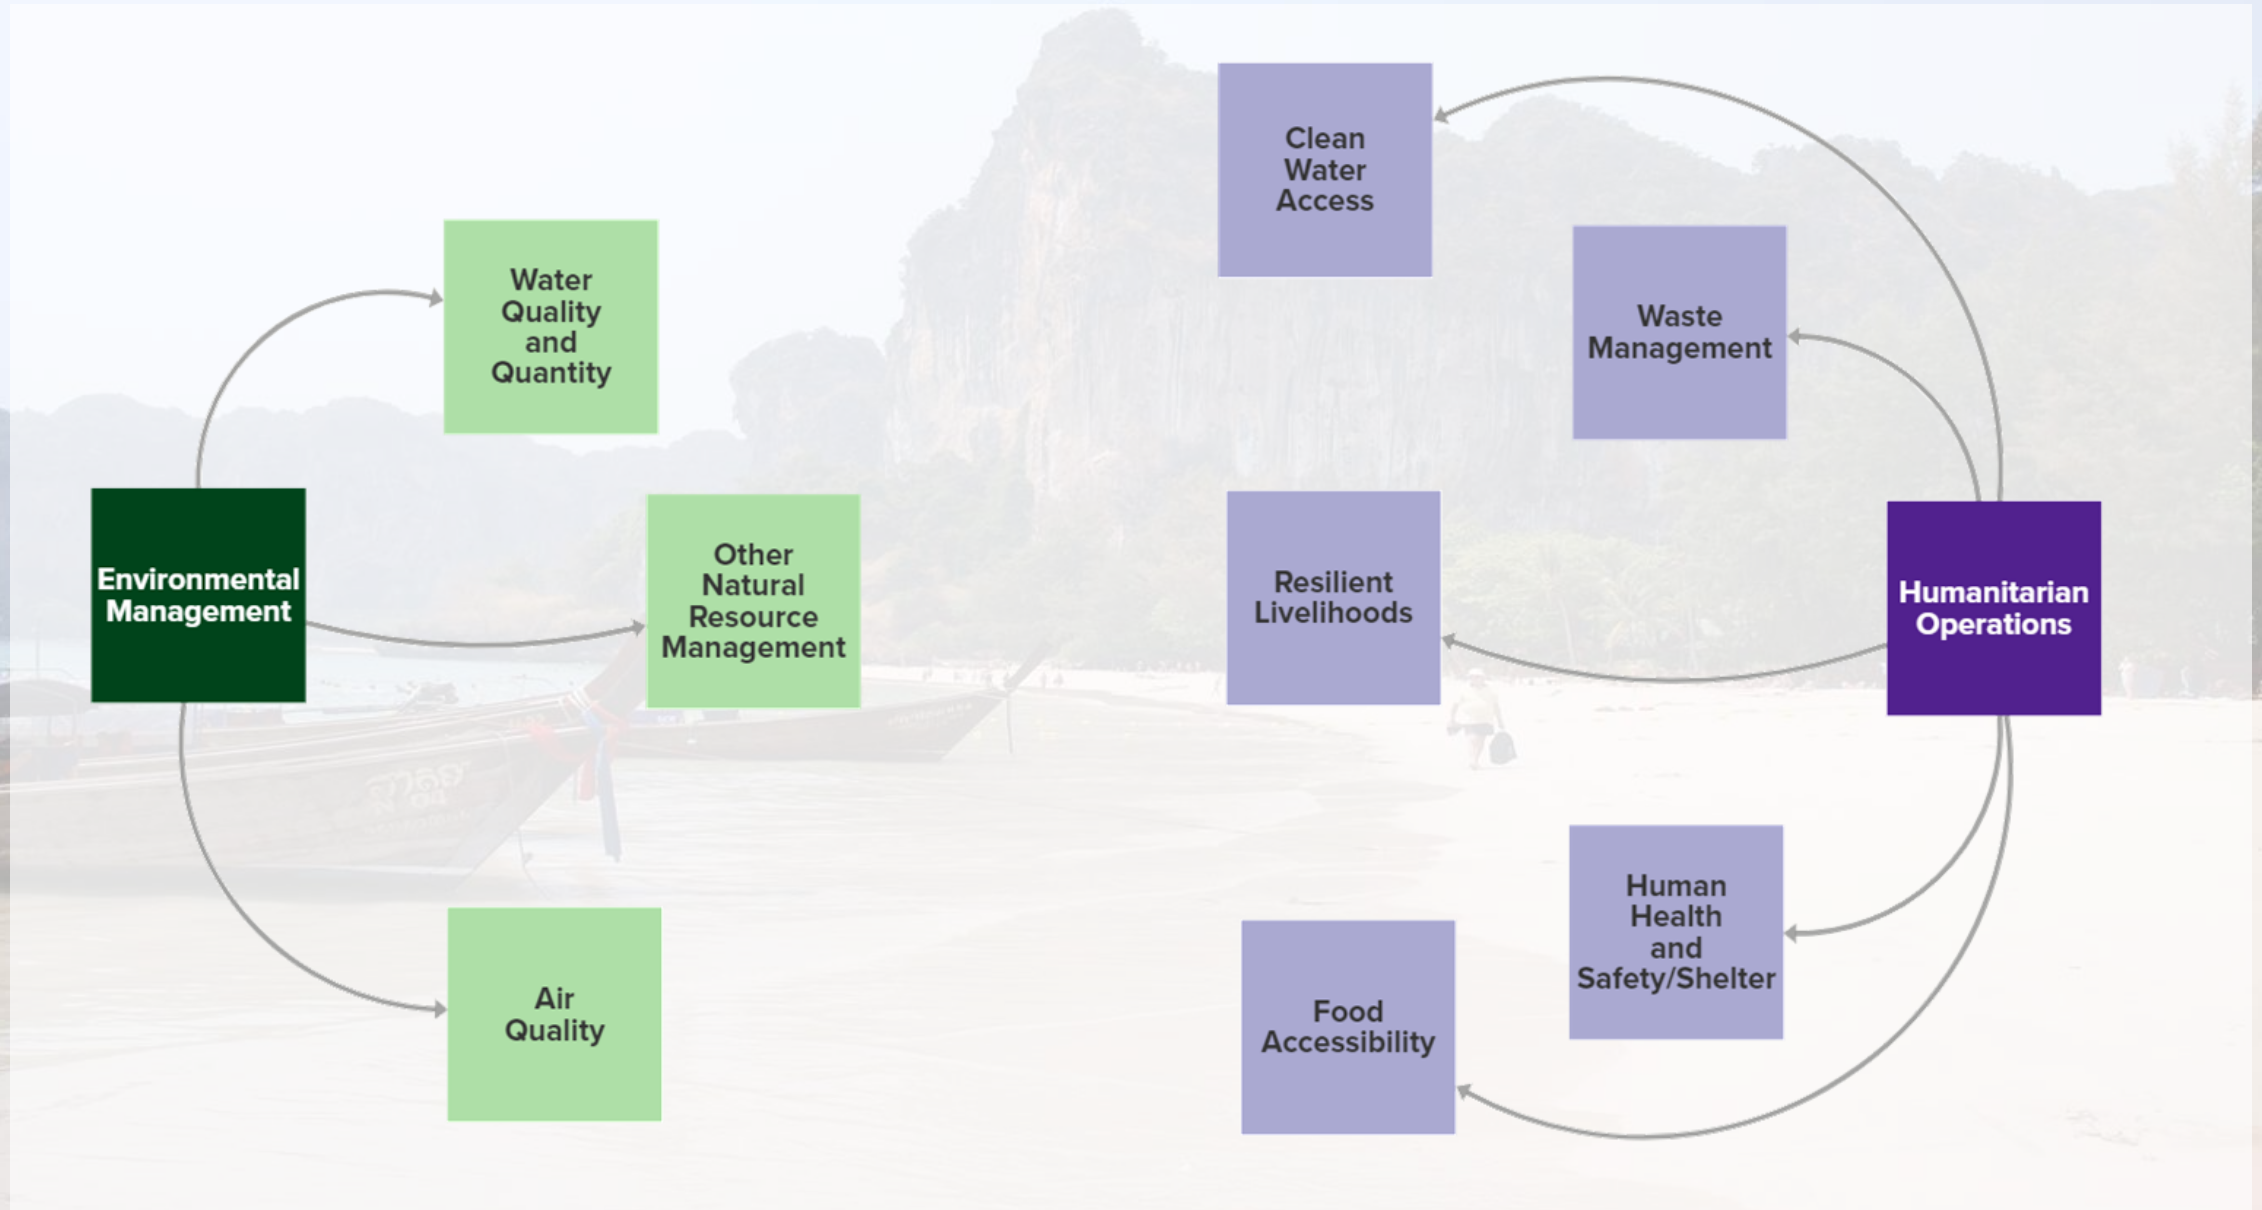 Clean
Water
Access
Water
Quality
and
Quantity
Waste
Management
Environmental
Management
Other
Natural
Resource
Management
Resilient
Livelihoods
Humanitarian
Operations
Human
Health
and
Safety/Shelter
Air
Quality
Food
Accessibility